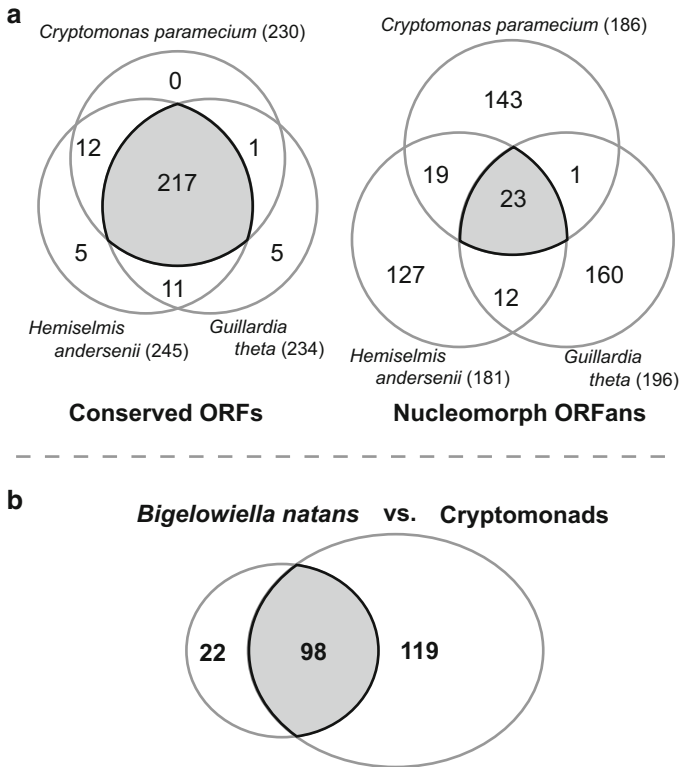 a
Cryptomonas paramecium (230)
0
12
1
217
5
5
11
Hemiselmis
andersenii (245)
Guillardia
theta (234)
Conserved ORFs
Cryptomonas paramecium (186)
143
19
1
23
127
160
12
Hemiselmis
andersenii (181)
Guillardia
theta (196)
Nucleomorph ORFans
b
Bigelowiella natans vs. Cryptomonads
22
98
119